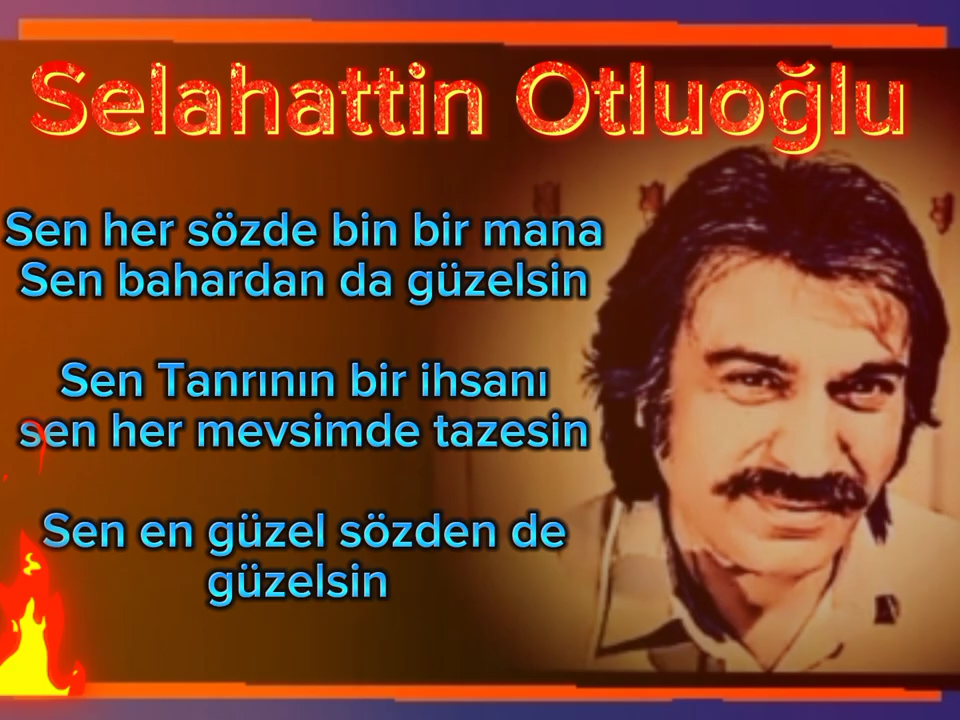 Selahattin Otluoğlu
Sen her sözde bin bir mana
Sen bahardan da güzelsin
Sen Tanrının bir ihsanı
sen her mevsimde tazesin
Sen en güzel sözden de
güzelsin